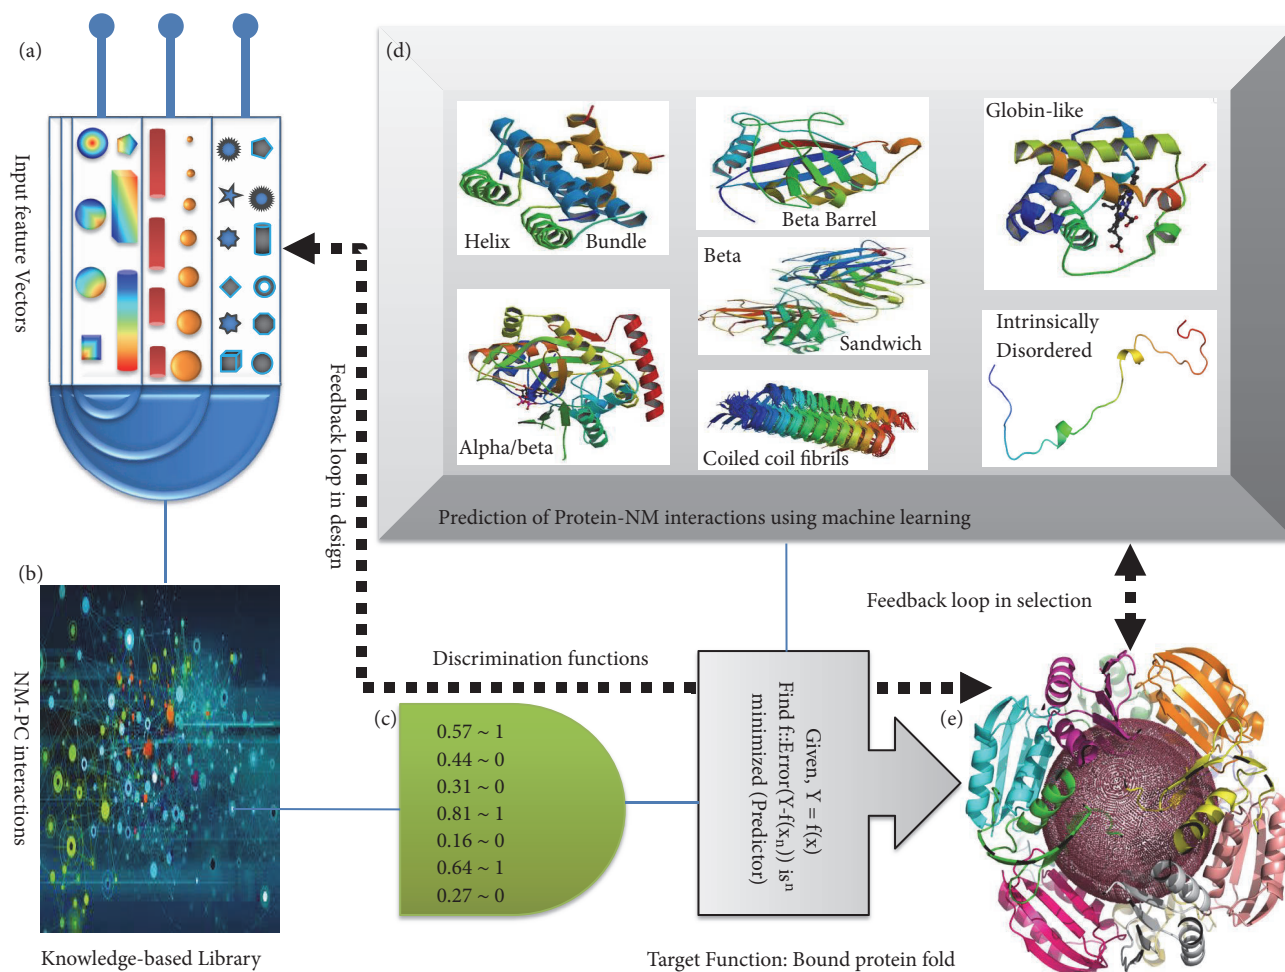 (a)
Input feature Vectors
(b)
NM-PC interactions
Knowledge-based Library
Feedback loop in design
(d)
Helix Bundle
Beta Barrel
Globin-like
Beta
Sandwich
Alpha/beta
Coiled coil fibrils
Intrinsically
Disordered
Prediction of Protein-NM interactions using machine learning
Feedback loop in selection
Discrimination functions
(c)
0.57 ~ 1
0.44 ~ 0
0.31 ~ 0
0.81 ~ 1
0.16 ~ 0
0.64 ~ 1
0.27 ~ 0
Given, Y = f(x)
Find f::Error(Y-f(xₙ)) isⁿ
minimized (Predictor)
(e)
Target Function: Bound protein fold